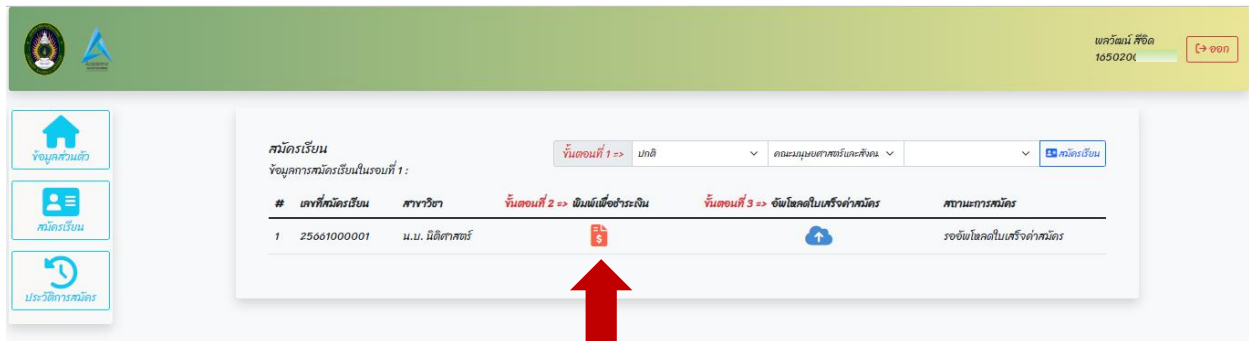 พลวัฒน์ สีจิด
165020
ออก
ข้อมูลส่วนตัว
สมัครเรียน
ประวัติการสมัคร
สมัครเรียน
ขั้นตอนที่ 1 => ปกติ คณะมนุษยศาสตร์และสังคม สมัครเรียน
ข้อมูลการสมัครเรียนในรอบที่ 1 :
# เลขที่สมัครเรียน สาขาวิชา ขั้นตอนที่ 2 => พิมพ์เพื่อชำระเงิน ขั้นตอนที่ 3 => อัพโหลดใบเสร็จค่าสมัคร สถานะการสมัคร
1 25661000001 น.บ. นิติศาสตร์ รออัพโหลดใบเสร็จค่าสมัคร